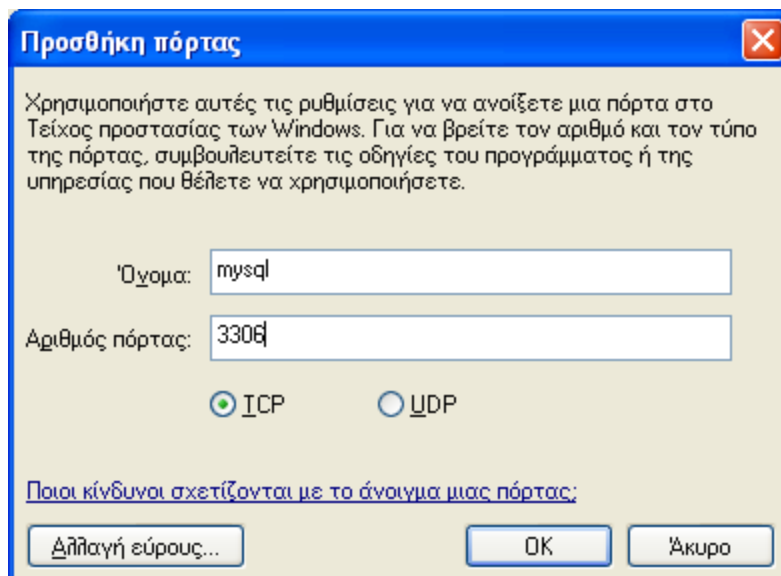 Προσθήκη πόρτας
Χρησιμοποιήστε αυτές τις ρυθμίσεις για να ανοίξετε μια πόρτα στο
Τείχος προστασίας των Windows. Για να βρείτε τον αριθμό και τον τύπο
της πόρτας, συμβουλευτείτε τις οδηγίες του προγράμματος ή της
υπηρεσίας που θέλετε να χρησιμοποιήσετε.
Όνομα: mysql
Αριθμός πόρτας: 3306
TCP UDP
Ποιοι κίνδυνοι σχετίζονται με το άνοιγμα μιας πόρτας;
Αλλαγή εύρους... OK Άκυρο